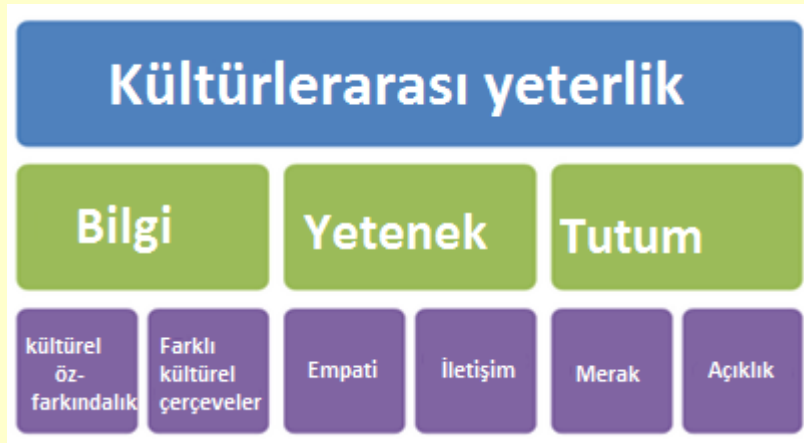 Kültürlerarası yeterlik
Bilgi
Yetenek
Tutum
kültürel
öz-
farkındalık
Farklı
kültürel
çerçeveler
Empati
İletişim
Merak
Açıklık